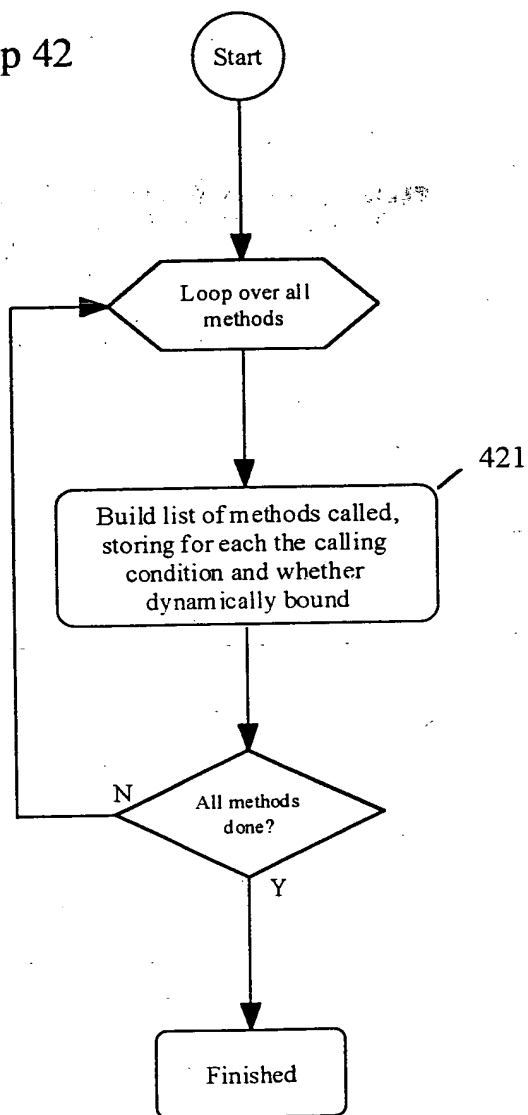 p 42
Start
Loop over all
methods
421
Build list of methods called,
storing for each the calling
condition and whether
dynamically bound
N
All methods
done?
Y
Finished